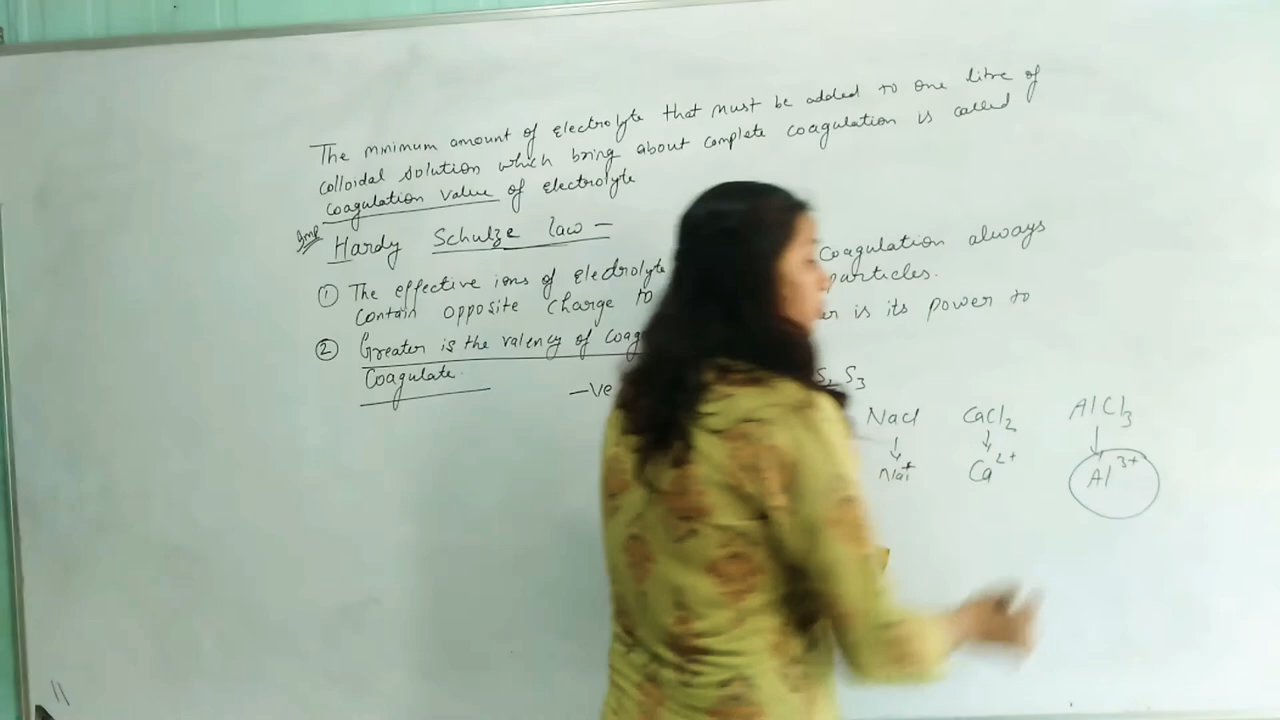 The minimum amount of electrolyte that must be added to one litre of
colloidal solution which bring about complete coagulation is called
coagulation value of electrolyte
Imp Hardy Schulze law –
① The effective ions of electrolyte coagulation always
contain opposite charge to particles.
② Greater is the valency of coag er is its power to
Coagulate.
–ve S3
NaCl CaCl2 AlCl3
↓ ↓ ↓
Na+ Ca2+ Al3+
11